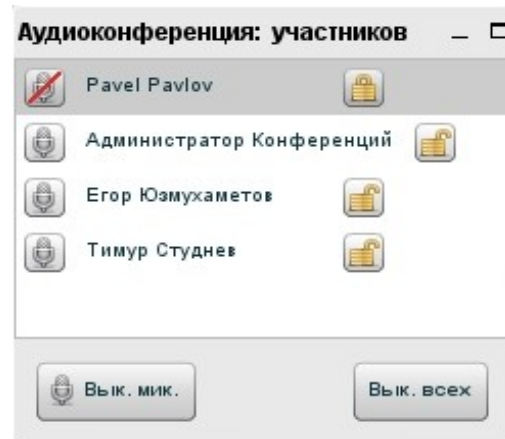 Аудиоконференция: участников
Pavel Pavlov
Администратор Конференций
Егор Юзмухаметов
Тимур Студнев
Вык. мик.
Вык. всех